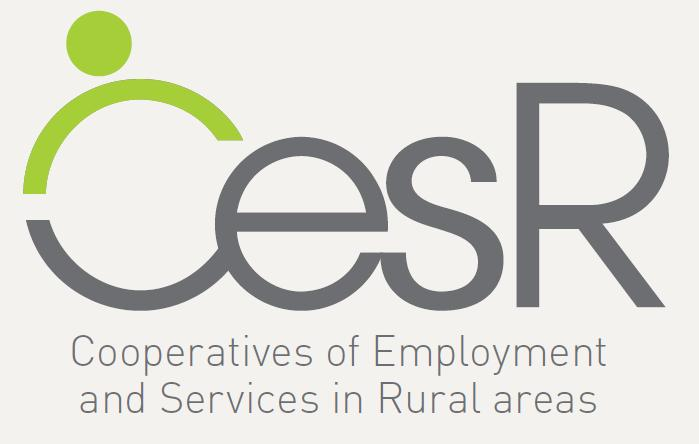 CesR
Cooperatives of Employment
and Services in Rural areas